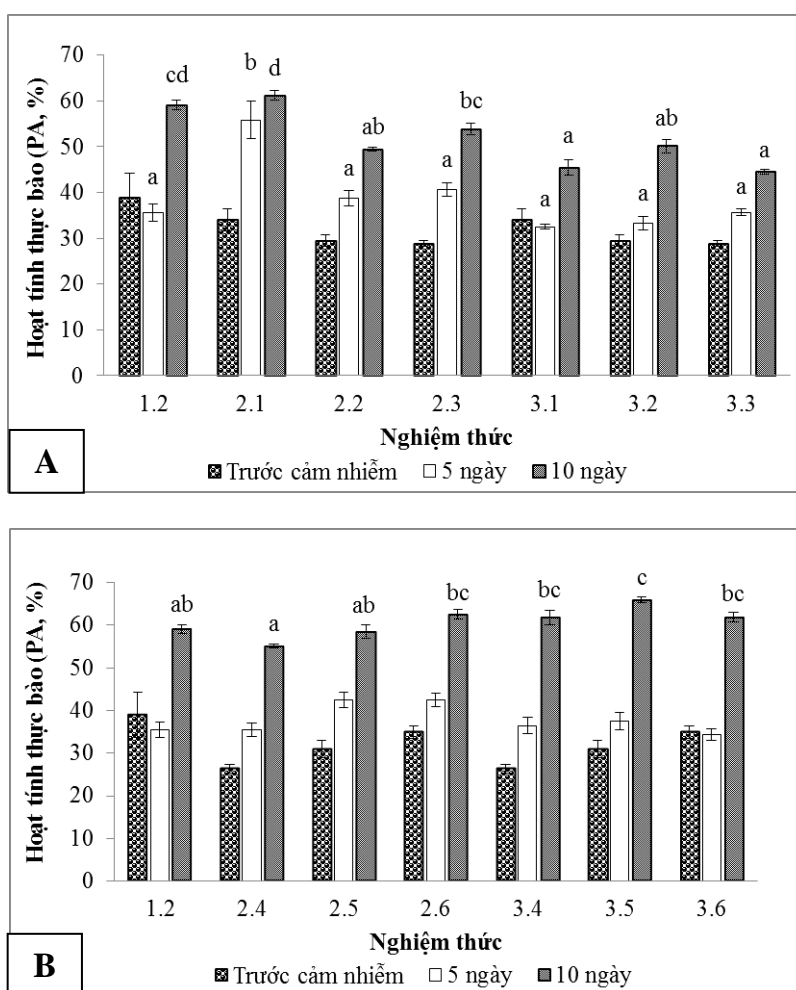 Hoạt tính thực bào (PA, %)
70
60
50
40
30
20
10
0
cd
a
b
d
a
ab
a
bc
a
a
a
ab
a
a
1.2 2.1 2.2 2.3 3.1 3.2 3.3
Nghiệm thức
Trước cảm nhiễm 5 ngày 10 ngày
A
Hoạt tính thực bào (PA, %)
70
60
50
40
30
20
10
0
ab
a
ab
bc
bc
c
bc
1.2 2.4 2.5 2.6 3.4 3.5 3.6
Nghiệm thức
Trước cảm nhiễm 5 ngày 10 ngày
B